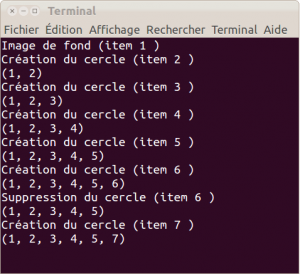 Terminal
Fichier Édition Affichage Rechercher Terminal Aide
Image de fond (item 1 )
Création du cercle (item 2 )
(1, 2)
Création du cercle (item 3 )
(1, 2, 3)
Création du cercle (item 4 )
(1, 2, 3, 4)
Création du cercle (item 5 )
(1, 2, 3, 4, 5)
Création du cercle (item 6 )
(1, 2, 3, 4, 5, 6)
Suppression du cercle (item 6 )
(1, 2, 3, 4, 5)
Création du cercle (item 7 )
(1, 2, 3, 4, 5, 7)